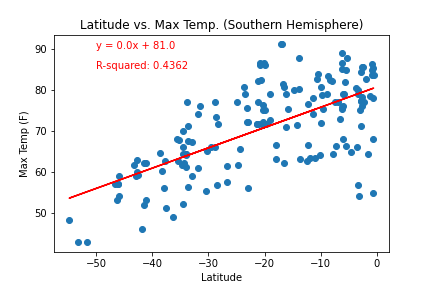 Latitude vs. Max Temp. (Southern Hemisphere)
y = 0.0x + 81.0
R-squared: 0.4362
Max Temp (F)
90
80
70
60
50
−50
−40
−30
−20
−10
0
Latitude